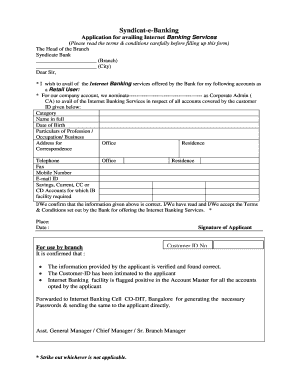 Syndicat-e-Banking
Application for availing Internet Banking Services
(Please read the terms & conditions carefully before filling up this form)
The Head of the Branch
Syndicate Bank
(Branch)
(City)
Dear Sir,
* I wish to avail of the Internet Banking services offered by the Bank for my following accounts as
a Retail User:
* For our company account, we nominate ------------------------------ as Corporate Admin (
CA) to avail of the Internet Banking Services in respect of all accounts covered by the customer
ID given below:
Category
Name in full
Date of Birth
Particulars of Profession /
Occupation/ Business
Address for Office Residence
Correspondence
Telephone Office Residence
Fax
Mobile Number
E-mail ID
Savings, Current, CC or
CD Accounts for which IB
facility required
I/We confirm that the information given above is correct. I/We have read and I/We accept the Terms
& Conditions set out by the Bank for offering the Internet Banking Services. *
Place:
Date : Signature of Applicant
For use by branch Customer ID No
It is confirmed that :
• The information provided by the applicant is verified and found correct.
• The Customer-ID has been intimated to the applicant
• Internet Banking facility is flagged positive in the Account Master for all the accounts
opted by the applicant
Forwarded to Internet Banking Cell CO-DIT, Bangalore for generating the necessary
Passwords & sending the same to the applicant directly.
Asst. General Manager / Chief Manager / Sr. Branch Manager
* Strike out whichever is not applicable.